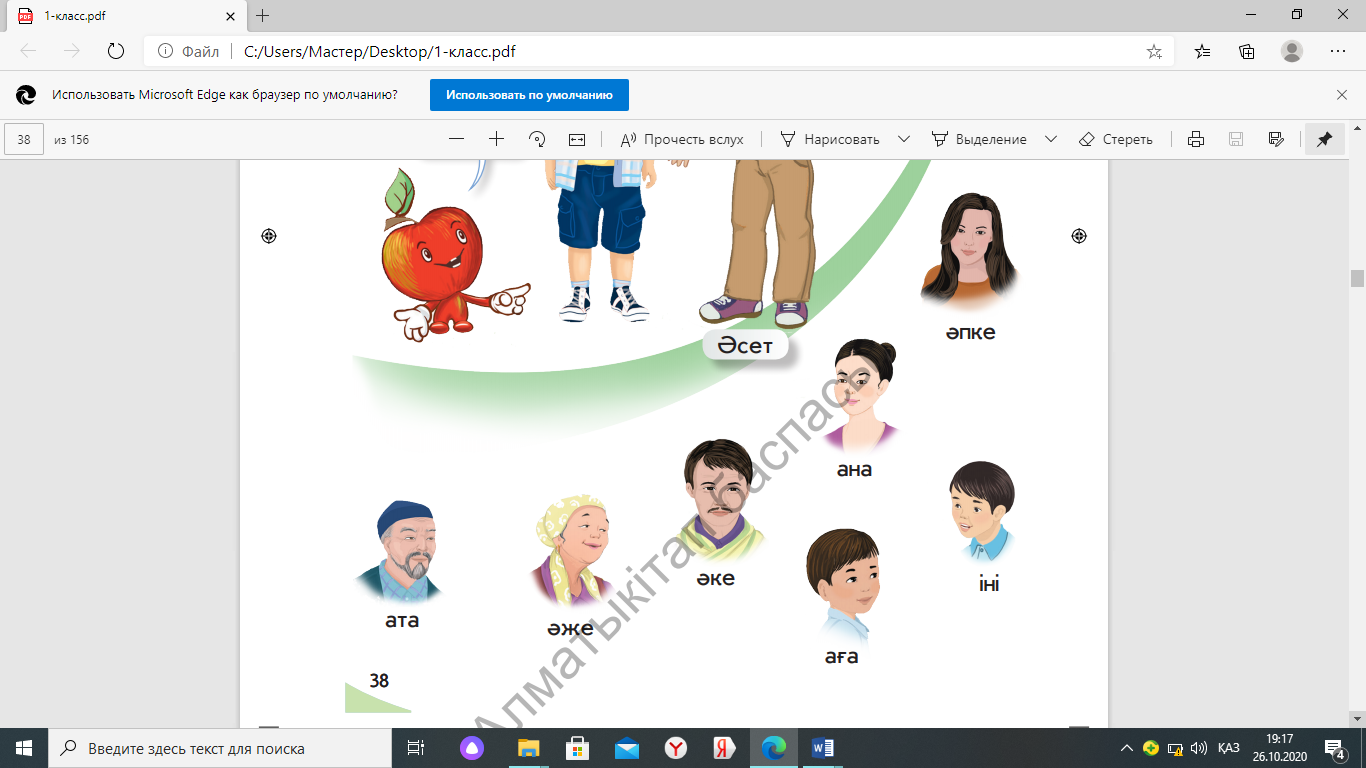 1-класс.pdf
Файл
C:/Users/Мастер/Desktop/1-класс.pdf
Использовать Microsoft Edge как браузер по умолчанию?
Использовать по умолчанию
38 из 156
Прочесть вслух
Нарисовать
Выделение
Стереть
әпке
Әсет
ана
әке
іні
ата
әже
аға
38
Алматыкітап баспасы
Введите здесь текст для поиска
ҚАЗ
19:17
26.10.2020
4